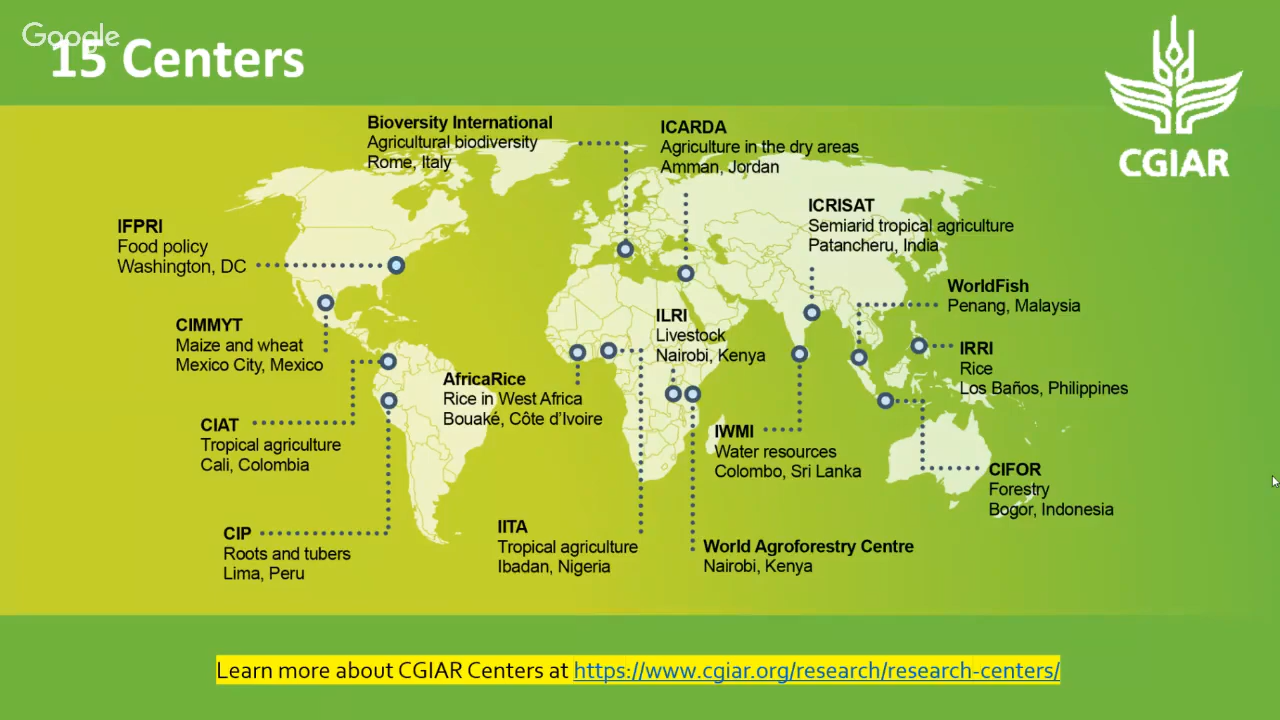 Google
15 Centers
CGIAR
Bioversity International
Agricultural biodiversity
Rome, Italy
ICARDA
Agriculture in the dry areas
Amman, Jordan
ICRISAT
Semiarid tropical agriculture
Patancheru, India
IFPRI
Food policy
Washington, DC
WorldFish
Penang, Malaysia
ILRI
Livestock
Nairobi, Kenya
CIMMYT
Maize and wheat
Mexico City, Mexico
IRRI
Rice
Los Baños, Philippines
AfricaRice
Rice in West Africa
Bouaké, Côte d'Ivoire
CIAT
Tropical agriculture
Cali, Colombia
IWMI
Water resources
Colombo, Sri Lanka
CIFOR
Forestry
Bogor, Indonesia
CIP
Roots and tubers
Lima, Peru
IITA
Tropical agriculture
Ibadan, Nigeria
World Agroforestry Centre
Nairobi, Kenya
Learn more about CGIAR Centers at https://www.cgiar.org/research/research-centers/